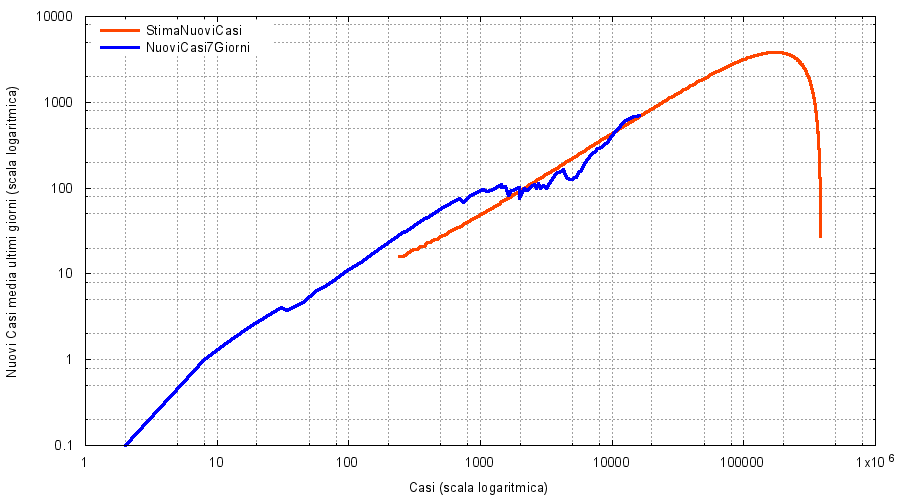 10000
1000
100
10
1
0.1
Nuovi Casi media ultimi giorni (scala logaritmica)
StimaNuoviCasi
NuoviCasi7Giorni
1 10 100 1000 10000 100000 1x10 6
Casi (scala logaritmica)